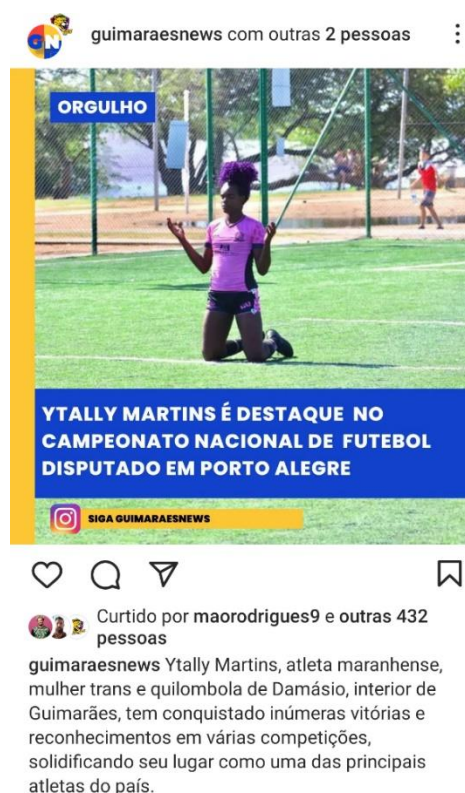 GN
guimaraesnews com outras 2 pessoas
ORGULHO
YTALLY MARTINS É DESTAQUE NO
CAMPEONATO NACIONAL DE FUTEBOL
DISPUTADO EM PORTO ALEGRE
SIGA GUIMARAESNEWS
Curtido por maorodrigues9 e outras 432
pessoas
guimaraesnews Ytally Martins, atleta maranhense,
mulher trans e quilombola de Damásio, interior de
Guimarães, tem conquistado inúmeras vitórias e
reconhecimentos em várias competições,
solidificando seu lugar como uma das principais
atletas do país.